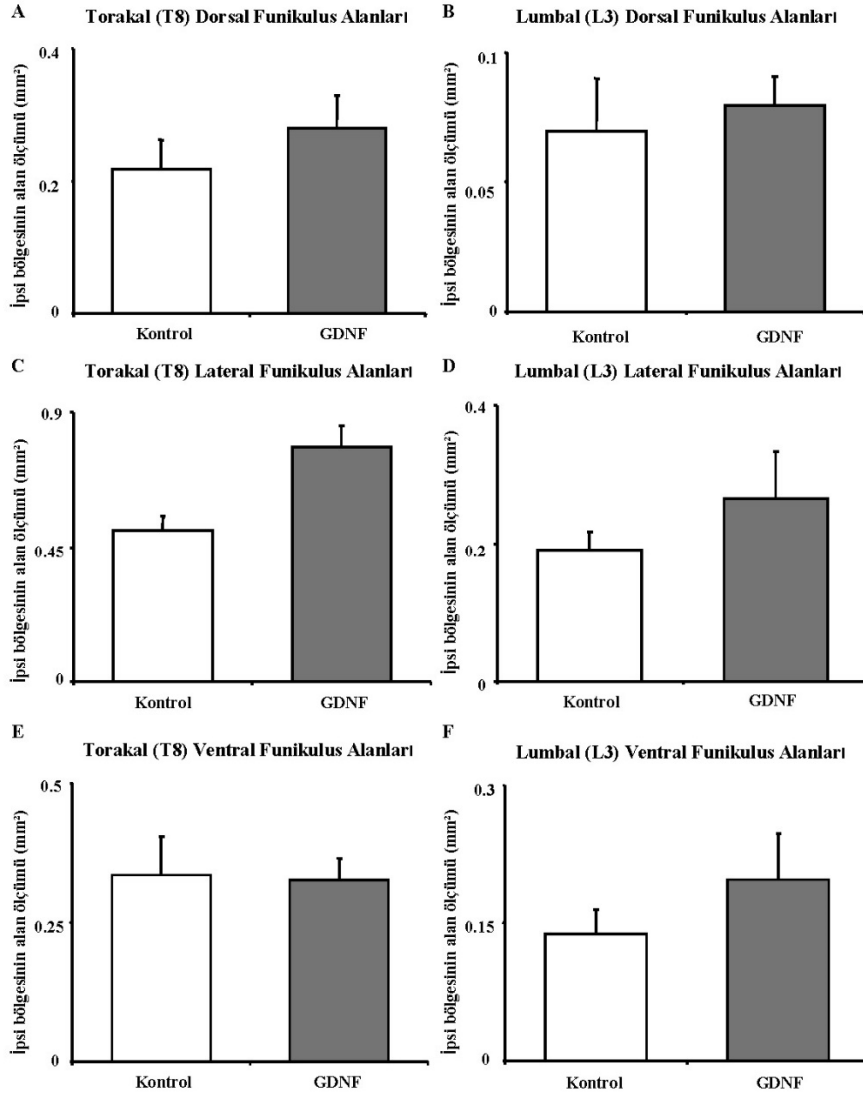 A
Torakal (T8) Dorsal Funikulus Alanları
İpsi bölgesinin alan ölçümü (mm²)
0.4
0.2
0
Kontrol
GDNF
B
Lumbal (L3) Dorsal Funikulus Alanları
İpsi bölgesinin alan ölçümü (mm²)
0.1
0.05
0
Kontrol
GDNF
C
Torakal (T8) Lateral Funikulus Alanları
İpsi bölgesinin alan ölçümü (mm²)
0.9
0.45
0
Kontrol
GDNF
D
Lumbal (L3) Lateral Funikulus Alanları
İpsi bölgesinin alan ölçümü (mm²)
0.4
0.2
0
Kontrol
GDNF
E
Torakal (T8) Ventral Funikulus Alanları
İpsi bölgesinin alan ölçümü (mm²)
0.5
0.25
0
Kontrol
GDNF
F
Lumbal (L3) Ventral Funikulus Alanları
İpsi bölgesinin alan ölçümü (mm²)
0.3
0.15
0
Kontrol
GDNF